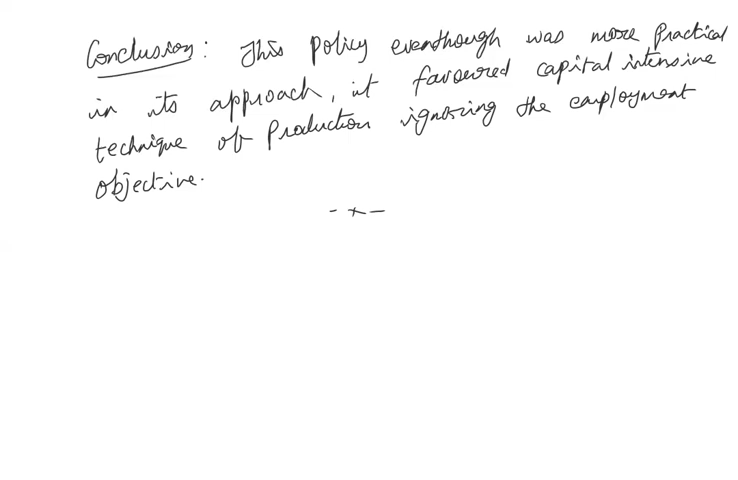 Conclusion: This policy eventhough was more Practical
in its approach, it favoured capital intensive
technique of Production ignoring the employment
objective.
- x -